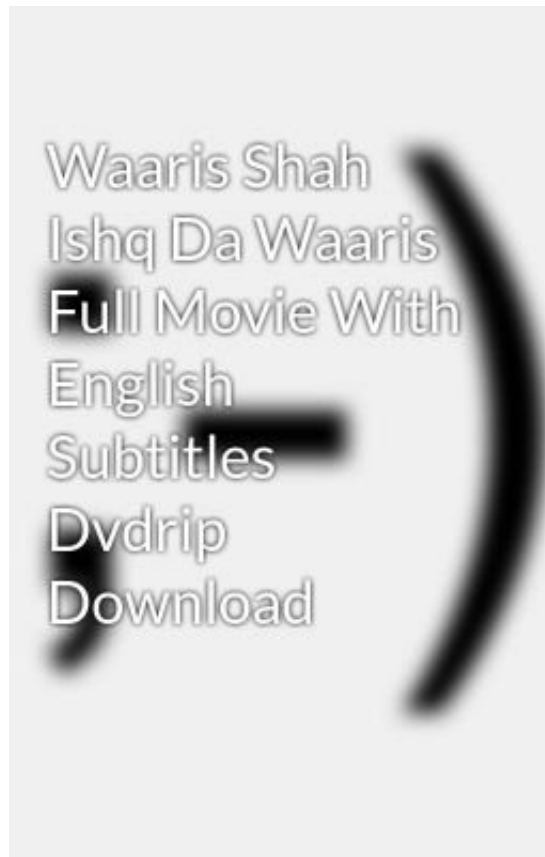 Waaris Shah
Ishq Da Waaris
Full Movie With
English
Subtitles
Dvdrip
Download
;-)